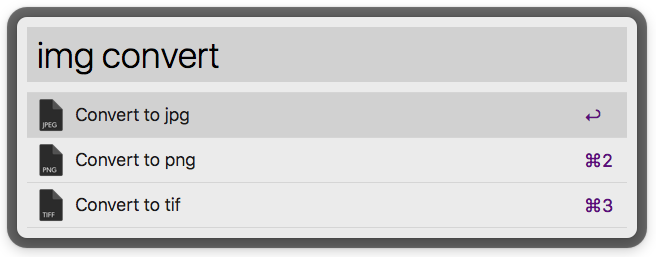 img convert
JPEG Convert to jpg ↩
PNG Convert to png ⌘2
TIFF Convert to tif ⌘3